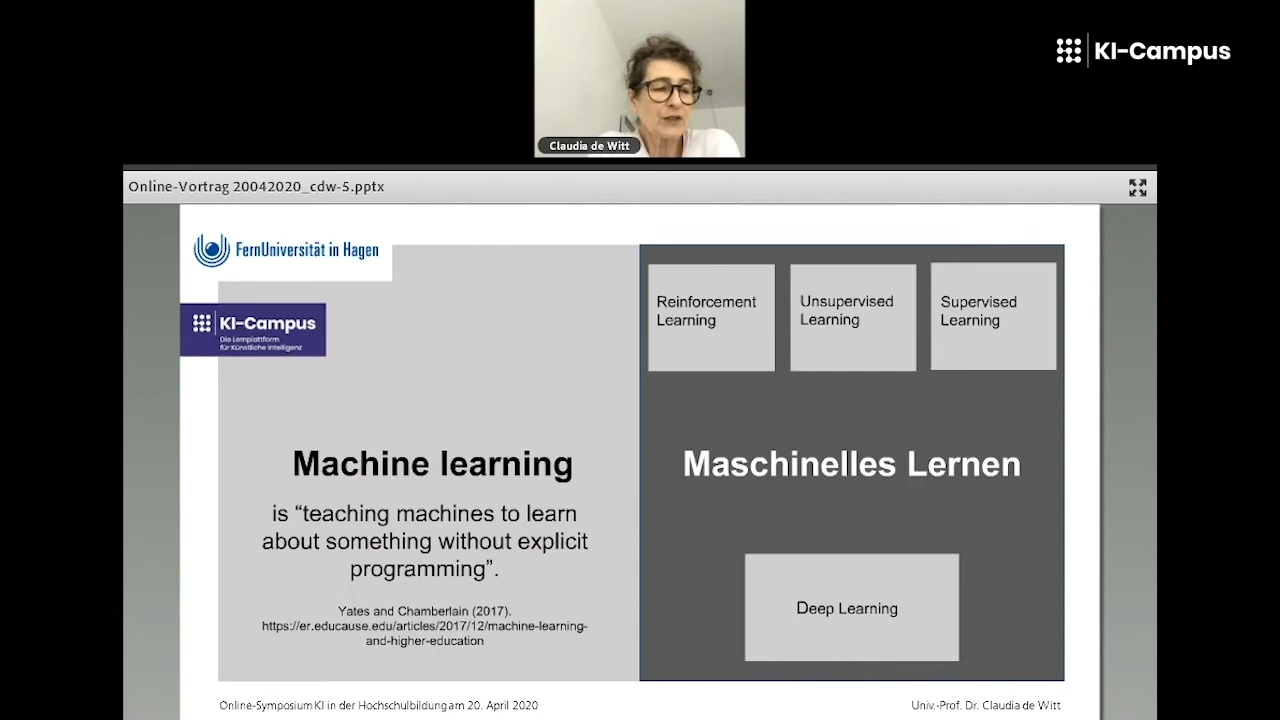 KI-Campus
Claudia de Witt
Online-Vortrag 20042020_cdw-5.pptx
FernUniversität in Hagen
KI-Campus
Die Lernplattform
für Künstliche Intelligenz
Machine learning
is “teaching machines to learn
about something without explicit
programming”.
Yates and Chamberlain (2017).
https://er.educause.edu/articles/2017/12/machine-learning-
and-higher-education
Reinforcement
Learning
Unsupervised
Learning
Supervised
Learning
Maschinelles Lernen
Deep Learning
Online-Symposium KI in der Hochschulbildung am 20. April 2020
Univ.-Prof. Dr. Claudia de Witt